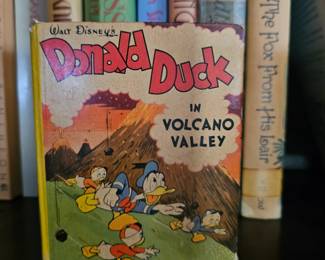 WALT DISNEY'S
Donald Duck
IN
VOLCANO
VALLEY
The Fox From His Lair